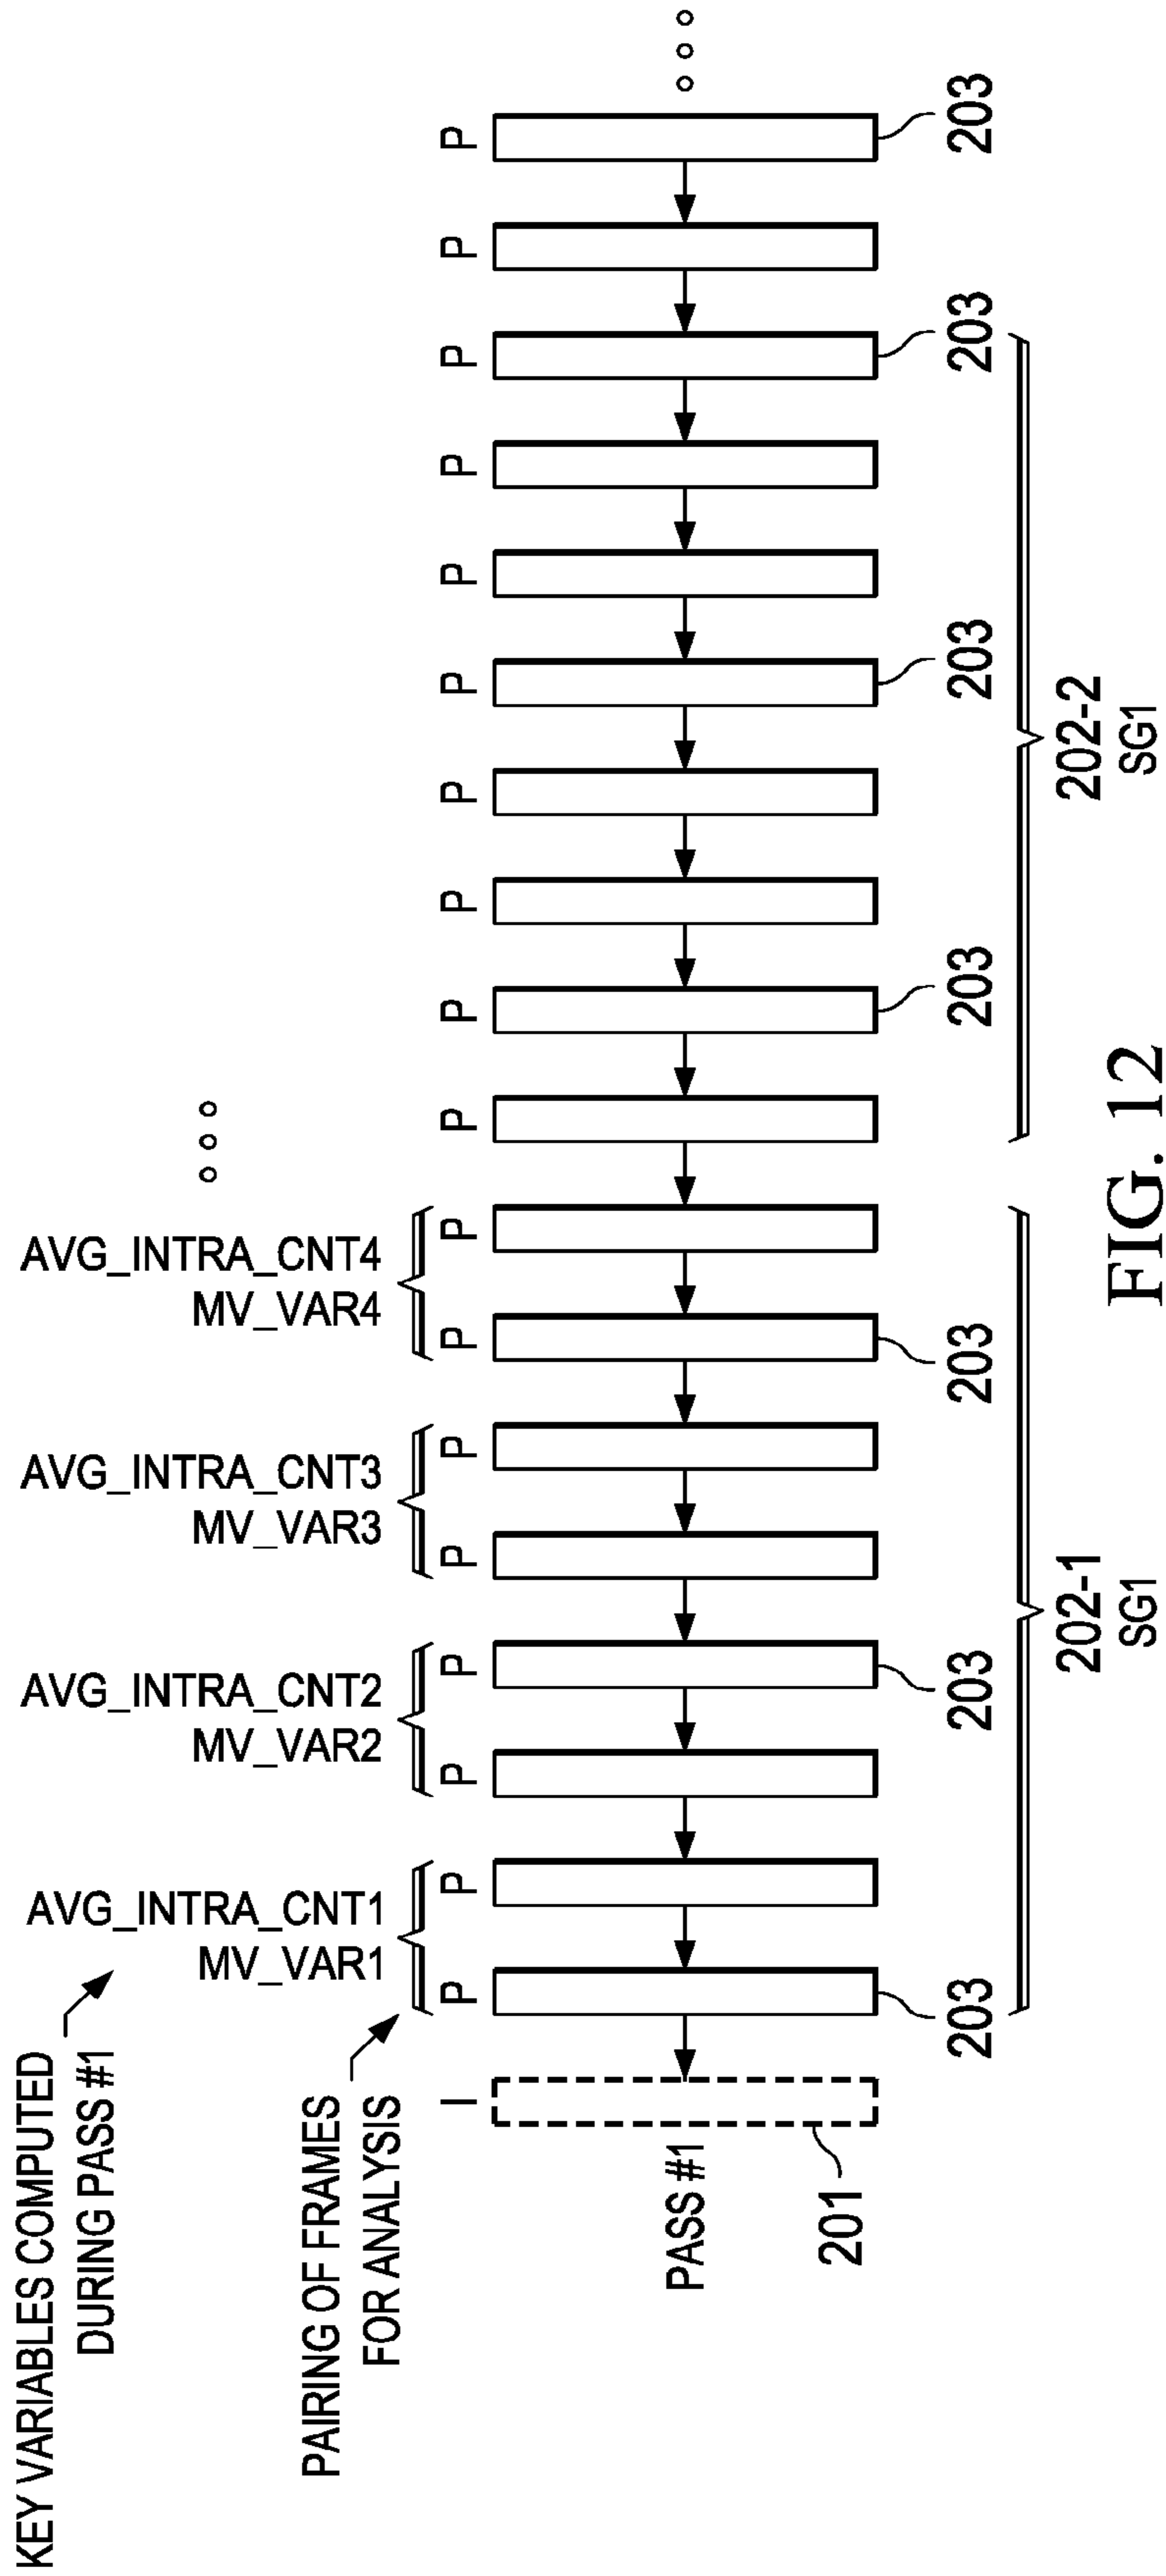 KEY VARIABLES COMPUTED
DURING PASS #1
AVG_INTRA_CNT1
MV_VAR1
AVG_INTRA_CNT2
MV_VAR2
AVG_INTRA_CNT3
MV_VAR3
AVG_INTRA_CNT4
MV_VAR4
PAIRING OF FRAMES
FOR ANALYSIS
I P P P P P P P P P P P P P P P P P P
PASS #1
201
203 203 203 203 203 203 203
202-1
SG1
202-2
SG1
FIG. 12